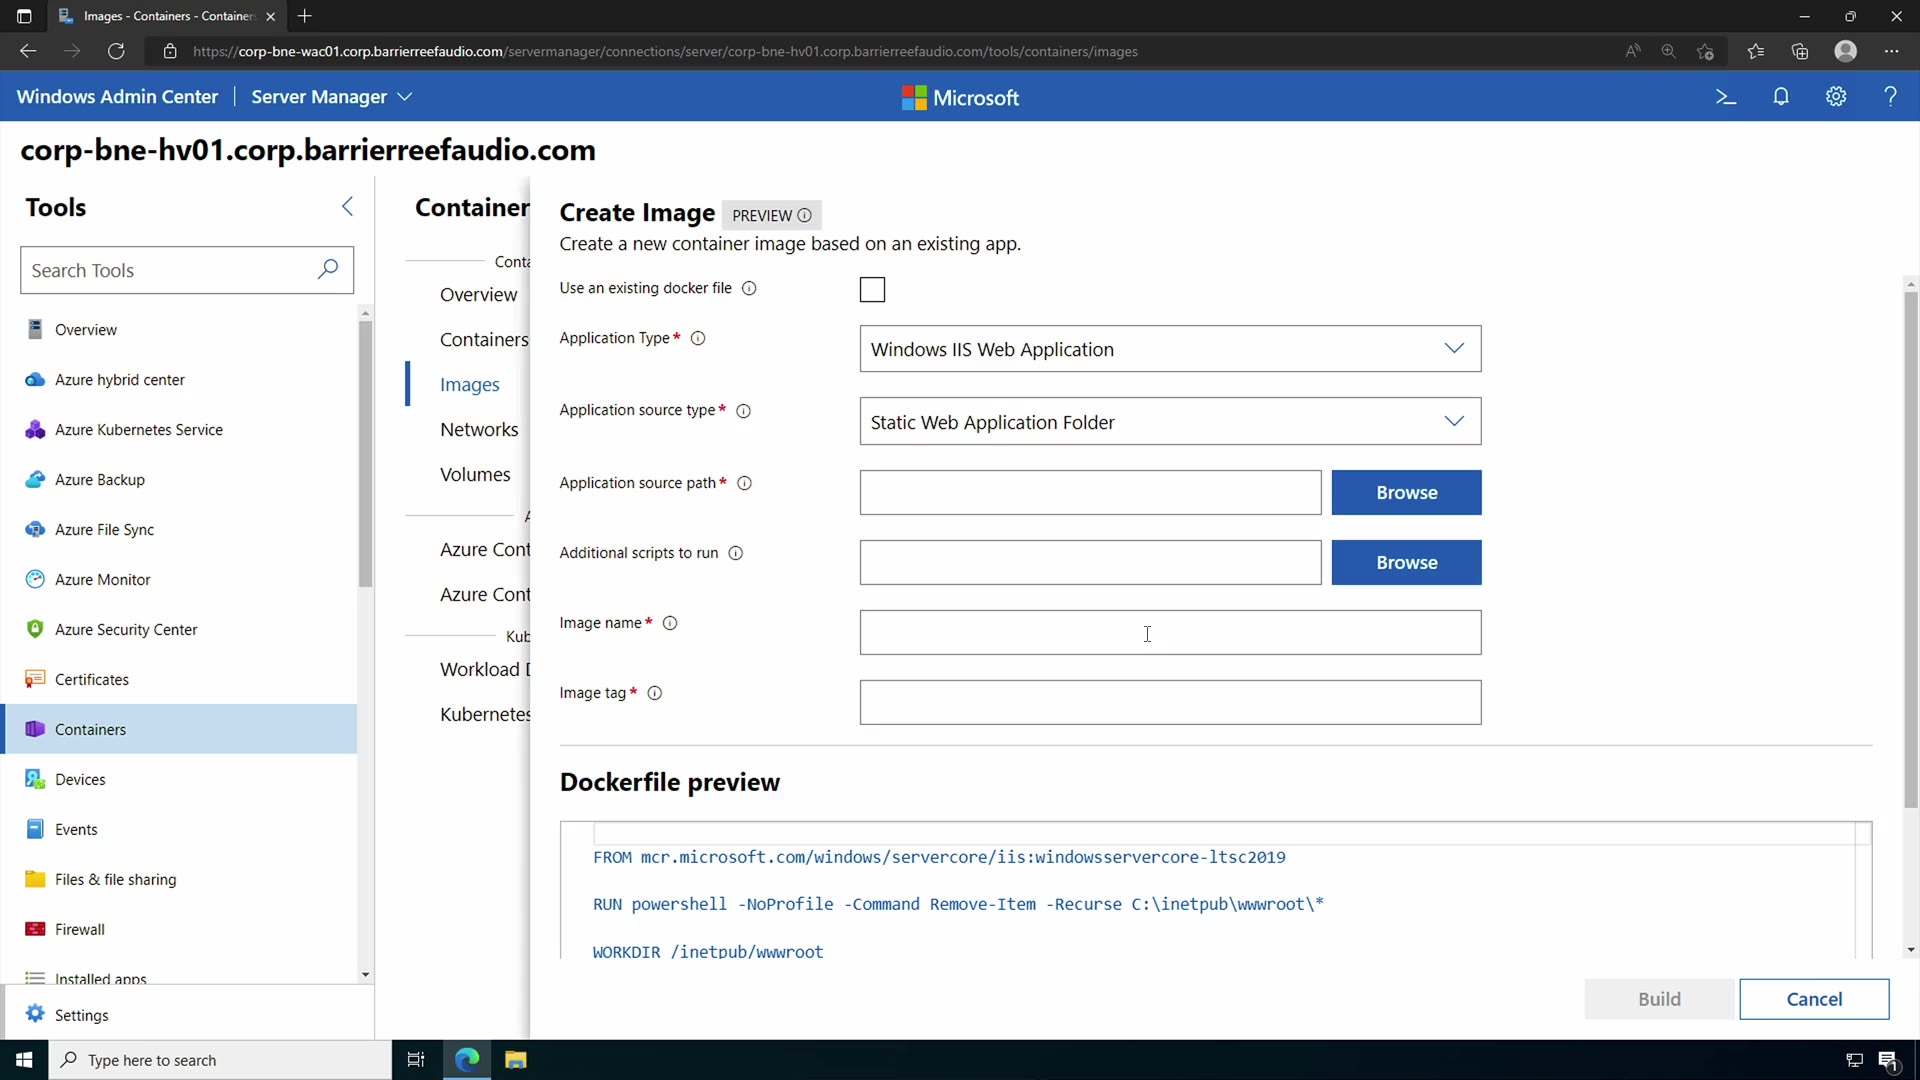 Images - Containers - Container
https://corp-bne-wac01.corp.barrierreefaudio.com/servermanager/connections/server/corp-bne-hv01.corp.barrierreefaudio.com/tools/containers/images
Windows Admin Center
Server Manager
Microsoft
corp-bne-hv01.corp.barrierreefaudio.com
Tools
Search Tools
Overview
Azure hybrid center
Azure Kubernetes Service
Azure Backup
Azure File Sync
Azure Monitor
Azure Security Center
Certificates
Containers
Devices
Events
Files & file sharing
Firewall
Installed apps
Settings
Container
Conta
Overview
Containers
Images
Networks
Volumes
A
Azure Cont
Azure Cont
Kub
Workload D
Kubernetes
Create Image PREVIEW
Create a new container image based on an existing app.
Use an existing docker file
Application Type*
Windows IIS Web Application
Application source type*
Static Web Application Folder
Application source path*
Browse
Additional scripts to run
Browse
Image name*
Image tag*
Dockerfile preview
FROM mcr.microsoft.com/windows/servercore/iis:windowsservercore-ltsc2019
RUN powershell -NoProfile -Command Remove-Item -Recurse C:\inetpub\wwwroot\*
WORKDIR /inetpub/wwwroot
Build
Cancel
Type here to search
1